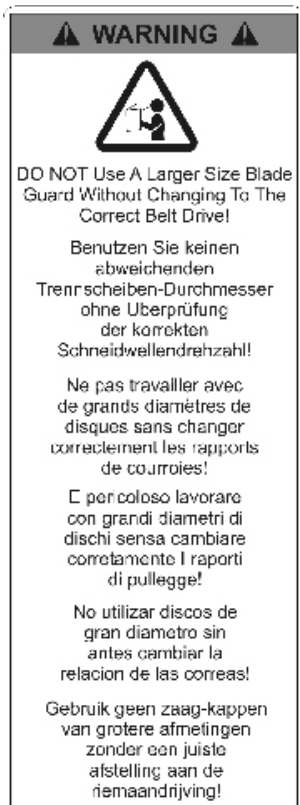 WARNING
DO NOT Use A Larger Size Blade
Guard Without Changing To The
Correct Belt Drive!
Benutzen Sie keinen
abweichenden
Trennscheiben-Durchmesser
ohne Uberprüfung
der korrekten
Schneidwellendrehzahl!
Ne pas travailler avec
de grands diamètres de
disques sans changer
correctement les rapports
de courroies!
E pericoloso lavorare
con grandi diametri di
dischi sensa cambiare
corretamente I raporti
di pullegge!
No utilizar discos de
gran diametro sin
antes cambiar la
relacion de las correas!
Gebruik geen zaag-kappen
van grotere afmetingen
zonder een juiste
afstelling aan de
riemaandrijving!